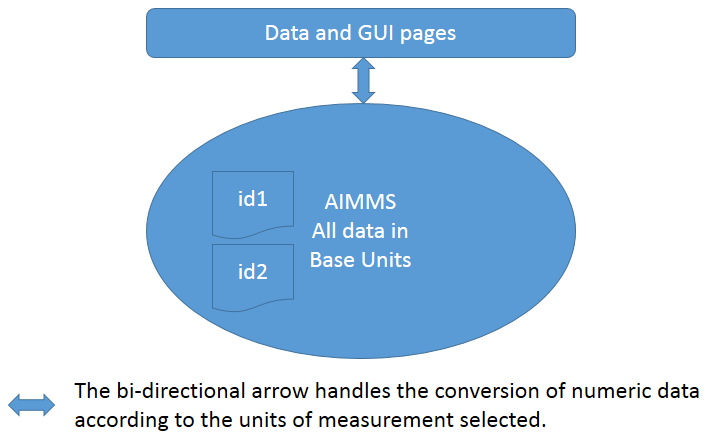 Data and GUI pages
id1
AIMMS
All data in
Base Units
id2
The bi-directional arrow handles the conversion of numeric data
according to the units of measurement selected.